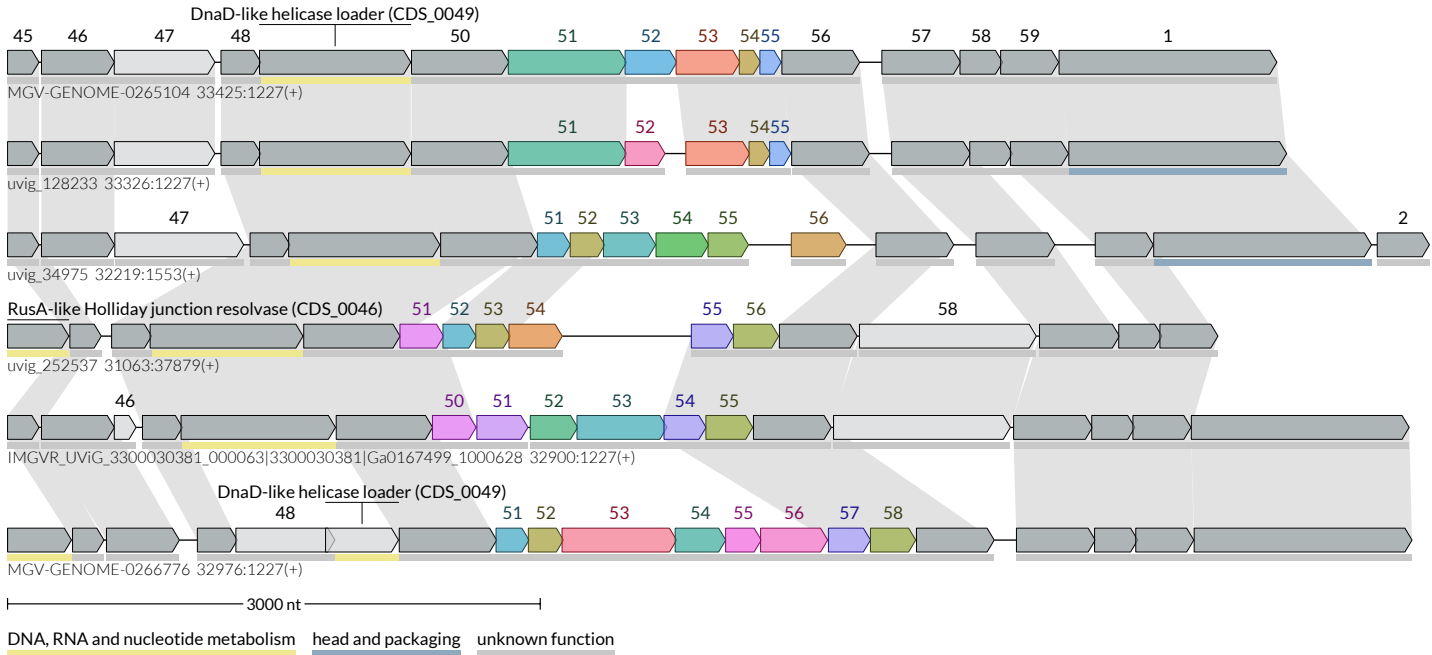 DnaD-like helicase loader (CDS_0049)
45 46 47 48 50 51 52 53 54 55 56 57 58 59 1
MGV-GENOME-0265104 33425:1227(+)
51 52 53 54 55
uvig_128233 33326:1227(+)
47 51 52 53 54 55 56 2
uvig_34975 32219:1553(+)
RusA-like Holliday junction resolvase (CDS_0046) 51 52 53 54 55 56 58
uvig_252537 31063:37879(+)
46 50 51 52 53 54 55
IMGVR_UViG_3300030381_000063|3300030381|Ga0167499_1000628 32900:1227(+)
DnaD-like helicase loader (CDS_0049)
48 51 52 53 54 55 56 57 58
MGV-GENOME-0266776 32976:1227(+)
3000 nt
DNA, RNA and nucleotide metabolism head and packaging unknown function